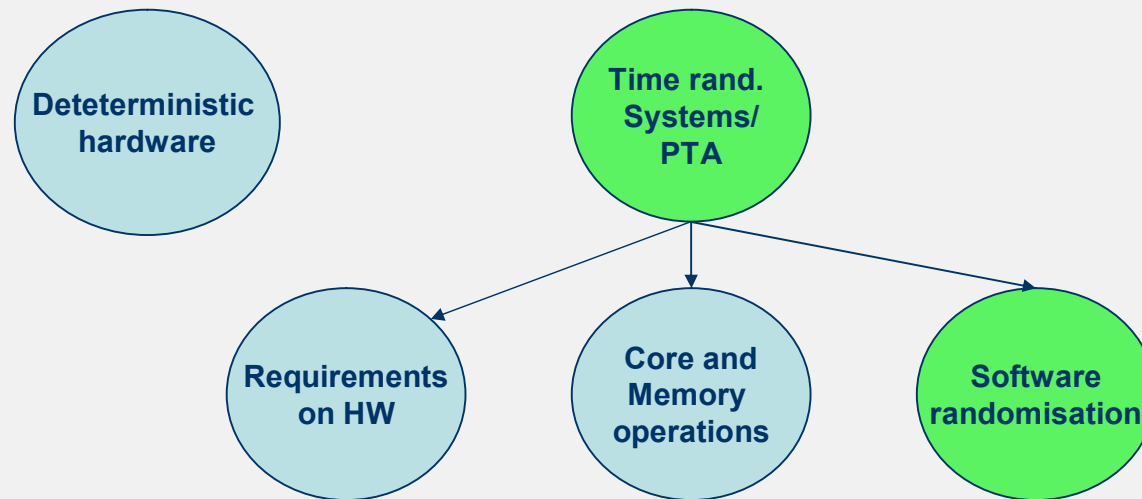 Deteterministic
hardware
Time rand.
Systems/
PTA
Requirements
on HW
Core and
Memory
operations
Software
randomisation